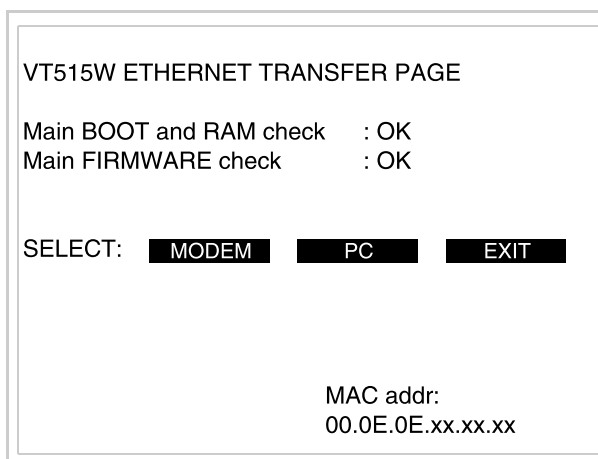 VT515W ETHERNET TRANSFER PAGE
Main BOOT and RAM check : OK
Main FIRMWARE check : OK
SELECT: MODEM PC EXIT
MAC addr:
00.0E.0E.xx.xx.xx